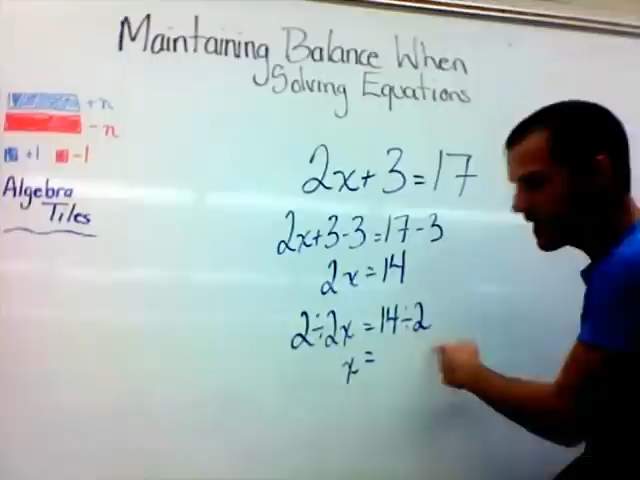 Maintaining Balance When
Solving Equations
+n
-n
+1 -1
Algebra
Tiles
2x+3=17
2x+3-3=17-3
2x=14
2÷2x=14÷2
x=